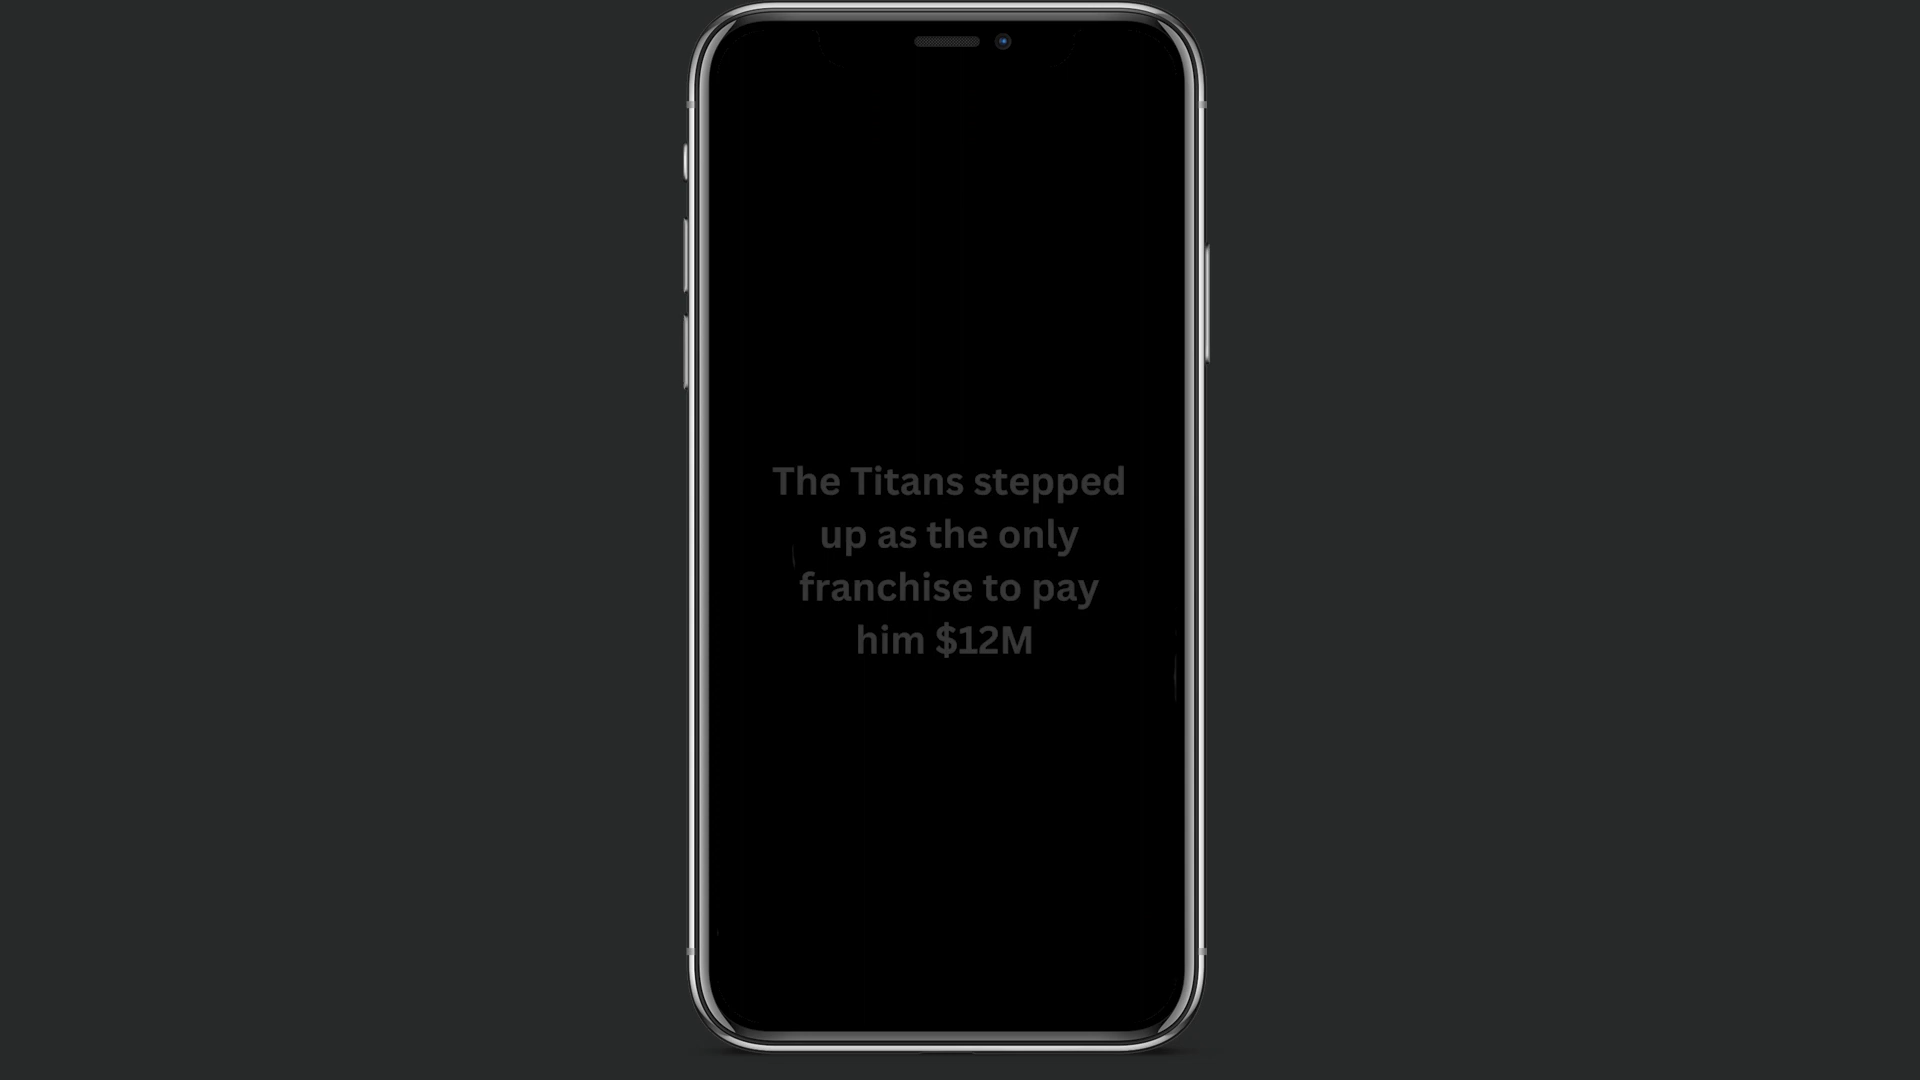 The Titans stepped
up as the only
franchise to pay
him $12M